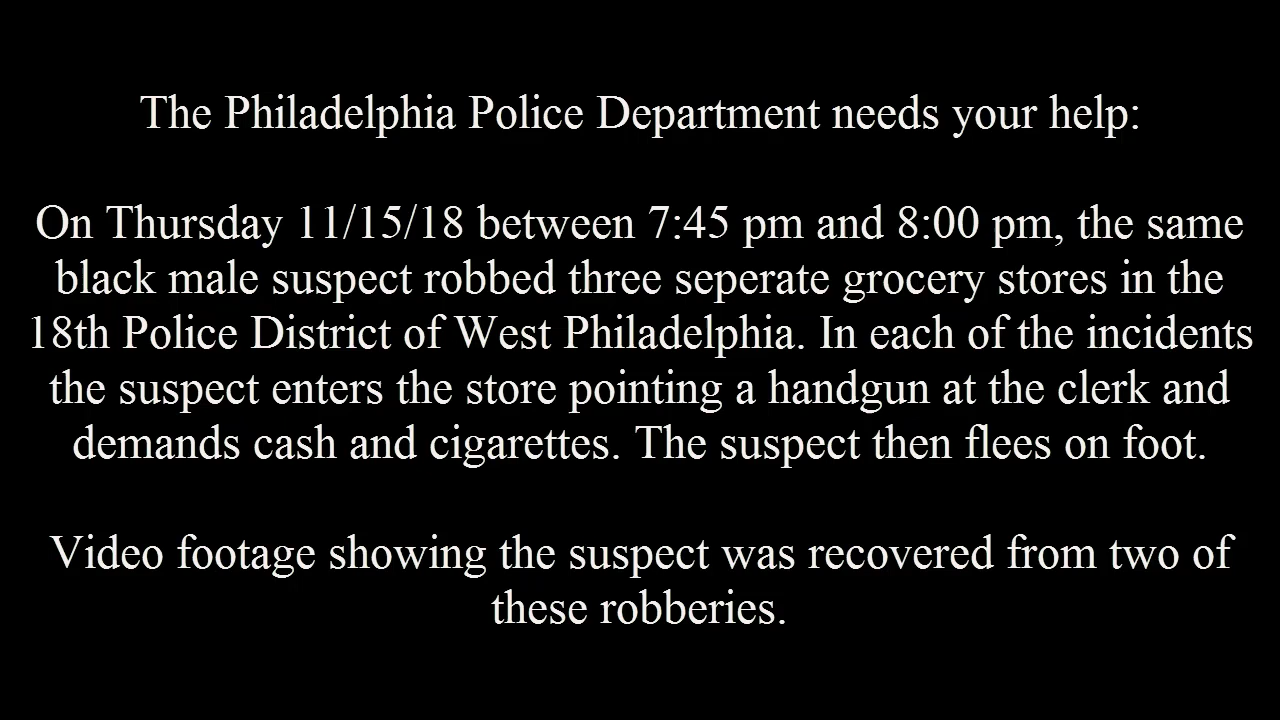 The Philadelphia Police Department needs your help:
On Thursday 11/15/18 between 7:45 pm and 8:00 pm, the same
black male suspect robbed three seperate grocery stores in the
18th Police District of West Philadelphia. In each of the incidents
the suspect enters the store pointing a handgun at the clerk and
demands cash and cigarettes. The suspect then flees on foot.
Video footage showing the suspect was recovered from two of
these robberies.